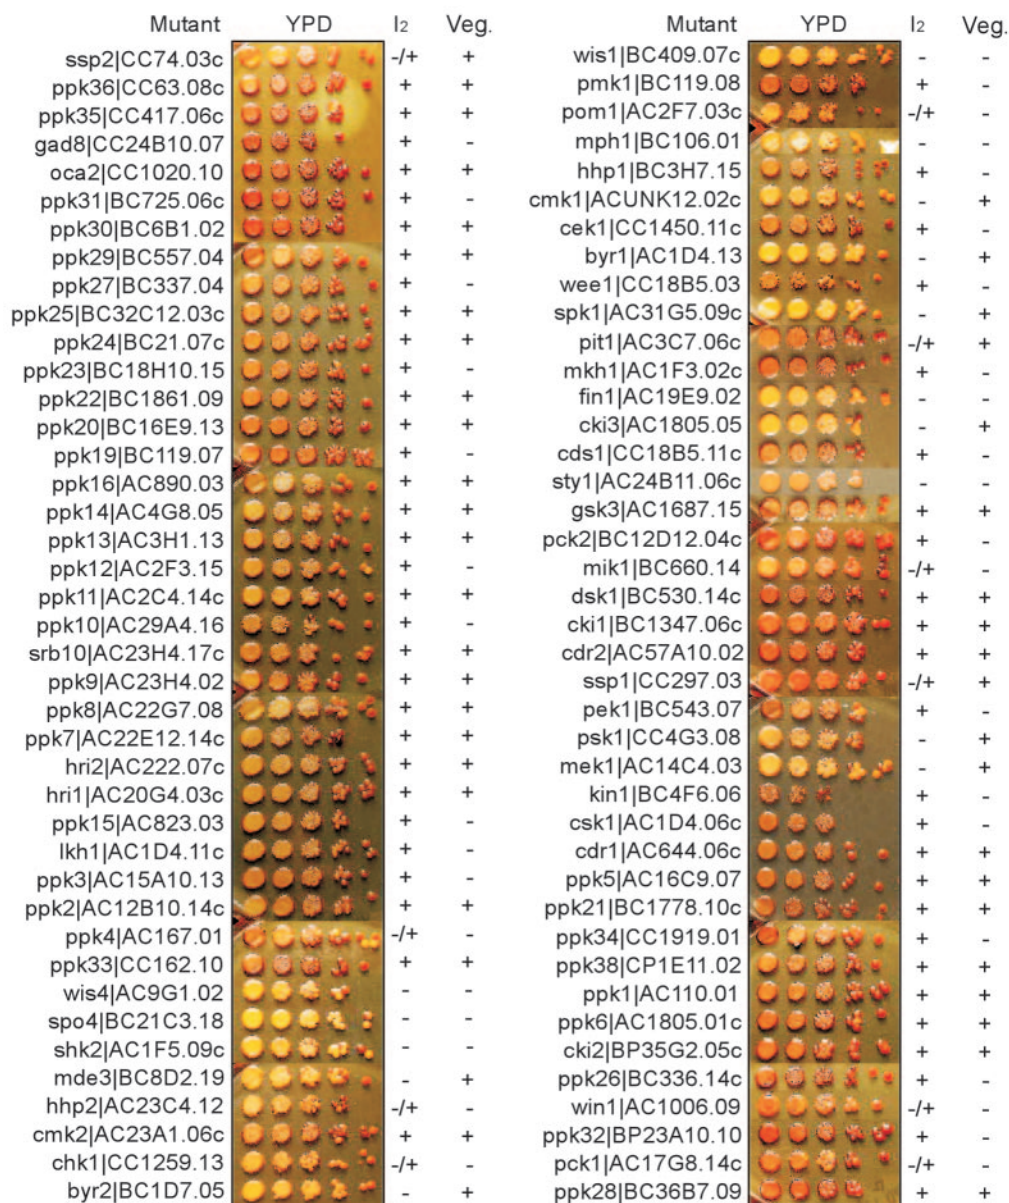 Mutant YPD I2 Veg.
ssp2|CC74.03c -/+ +
ppk36|CC63.08c + +
ppk35|CC417.06c + +
gad8|CC24B10.07 + -
oca2|CC1020.10 + +
ppk31|BC725.06c + -
ppk30|BC6B1.02 + +
ppk29|BC557.04 + +
ppk27|BC337.04 + -
ppk25|BC32C12.03c + +
ppk24|BC21.07c + +
ppk23|BC18H10.15 + -
ppk22|BC1861.09 + +
ppk20|BC16E9.13 + +
ppk19|BC119.07 + -
ppk16|AC890.03 + +
ppk14|AC4G8.05 + +
ppk13|AC3H1.13 + +
ppk12|AC2F3.15 + -
ppk11|AC2C4.14c + +
ppk10|AC29A4.16 + -
srb10|AC23H4.17c + +
ppk9|AC23H4.02 + +
ppk8|AC22G7.08 + +
ppk7|AC22E12.14c + +
hri2|AC222.07c + +
hri1|AC20G4.03c + +
ppk15|AC823.03 + -
lkh1|AC1D4.11c + -
ppk3|AC15A10.13 + -
ppk2|AC12B10.14c + +
ppk4|AC167.01 -/+ -
ppk33|CC162.10 + +
wis4|AC9G1.02 - -
spo4|BC21C3.18 - -
shk2|AC1F5.09c - -
mde3|BC8D2.19 - +
hhp2|AC23C4.12 -/+ -
cmk2|AC23A1.06c + +
chk1|CC1259.13 -/+ -
byr2|BC1D7.05 - +
Mutant YPD I2 Veg.
wis1|BC409.07c - -
pmk1|BC119.08 + -
pom1|AC2F7.03c -/+ -
mph1|BC106.01 - -
hhp1|BC3H7.15 + -
cmk1|ACUNK12.02c - +
cek1|CC1450.11c + -
byr1|AC1D4.13 - +
wee1|CC18B5.03 + -
spk1|AC31G5.09c - +
pit1|AC3C7.06c -/+ +
mkh1|AC1F3.02c + -
fin1|AC19E9.02 - -
cki3|AC1805.05 - +
cds1|CC18B5.11c + -
sty1|AC24B11.06c - -
gsk3|AC1687.15 + +
pck2|BC12D12.04c + -
mik1|BC660.14 -/+ -
dsk1|BC530.14c + +
cki1|BC1347.06c + +
cdr2|AC57A10.02 + +
ssp1|CC297.03 -/+ +
pek1|BC543.07 + -
psk1|CC4G3.08 - +
mek1|AC14C4.03 - +
kin1|BC4F6.06 + -
csk1|AC1D4.06c + -
cdr1|AC644.06c + +
ppk5|AC16C9.07 + +
ppk21|BC1778.10c + +
ppk34|CC1919.01 + -
ppk38|CP1E11.02 + +
ppk1|AC110.01 + +
ppk6|AC1805.01c + +
cki2|BP35G2.05c + +
ppk26|BC336.14c + -
win1|AC1006.09 -/+ -
ppk32|BP23A10.10 + -
pck1|AC17G8.14c -/+ -
ppk28|BC36B7.09 + +